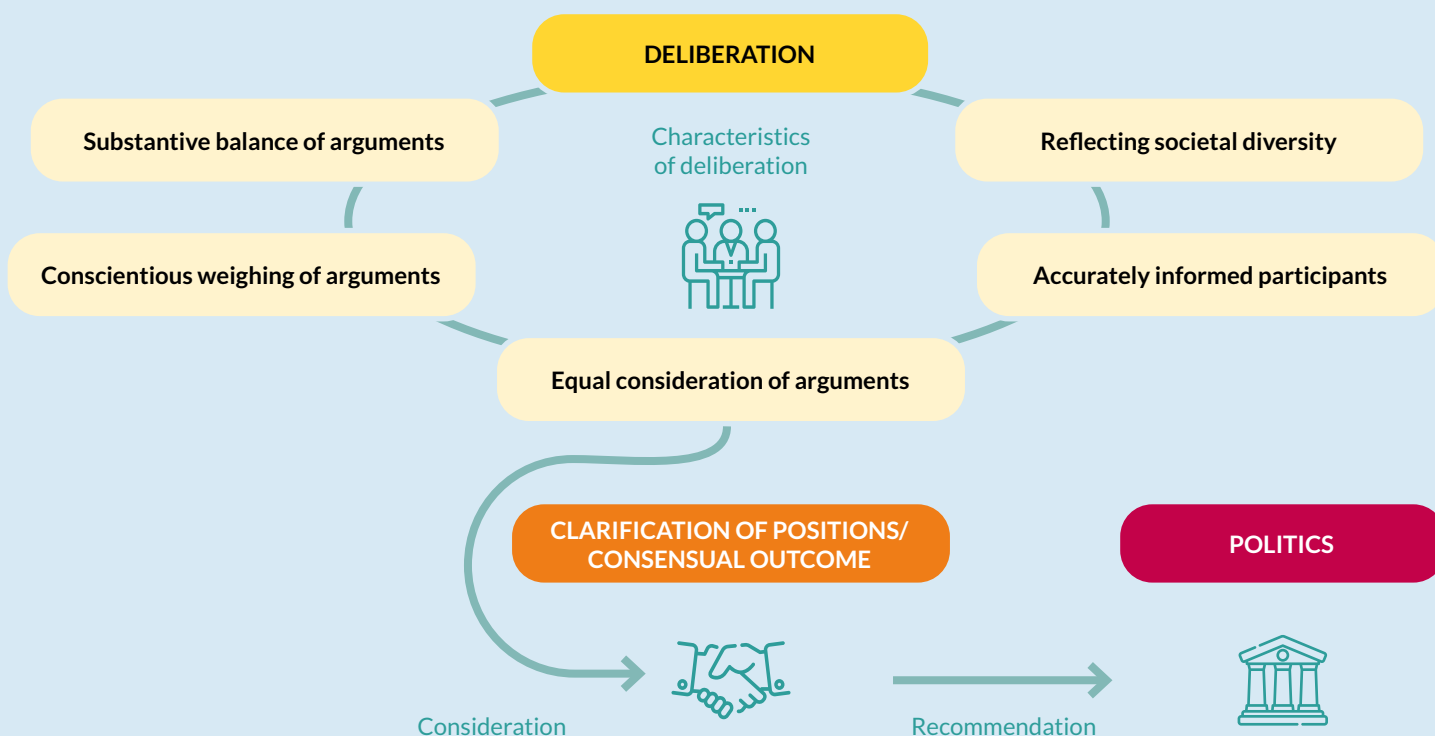 DELIBERATION
Substantive balance of arguments
Characteristics
of deliberation
Reflecting societal diversity
Conscientious weighing of arguments
Accurately informed participants
Equal consideration of arguments
CLARIFICATION OF POSITIONS/
CONSENSUAL OUTCOME
POLITICS
Consideration
Recommendation